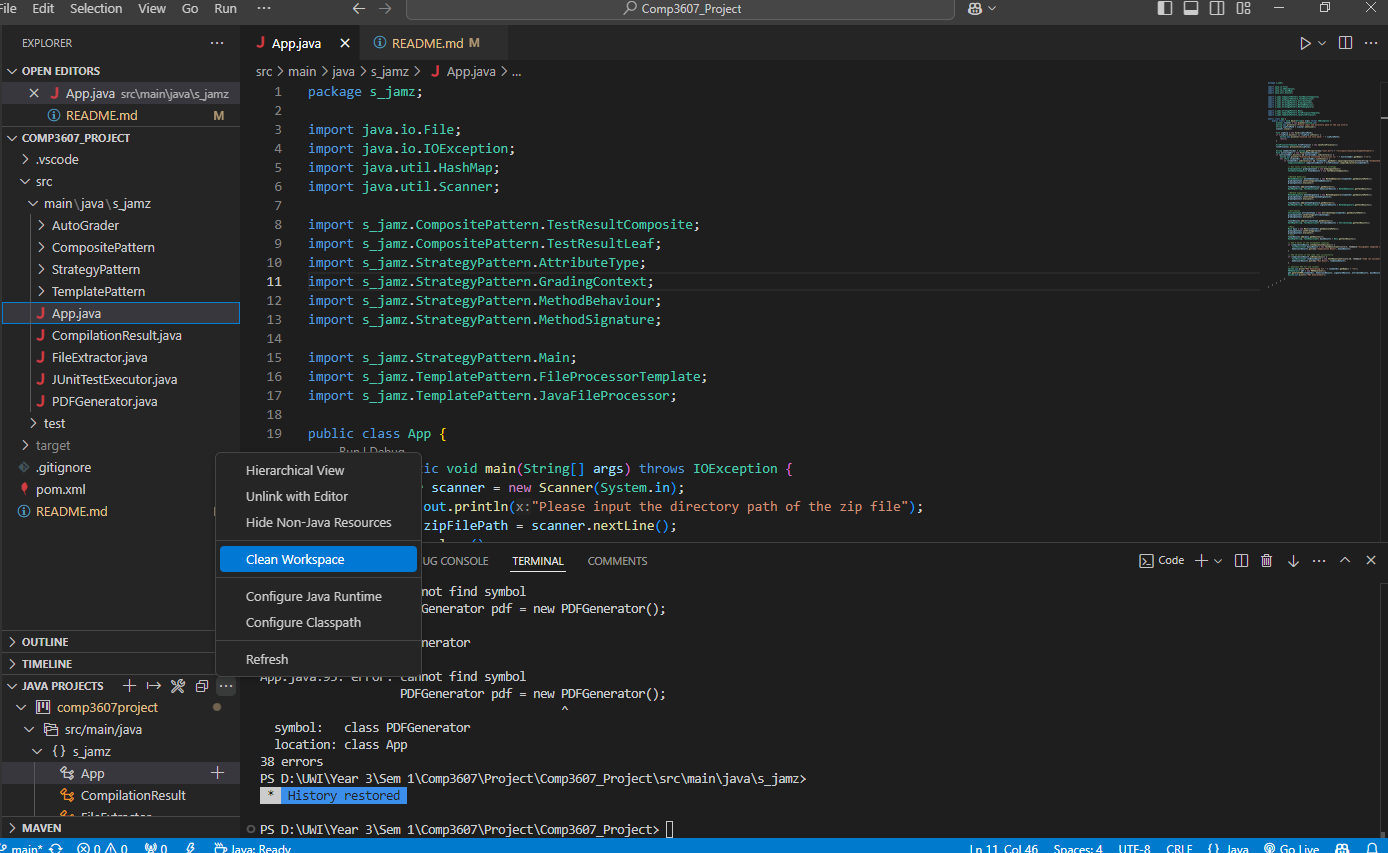 File Edit Selection View Go Run ···
Comp3607_Project
EXPLORER
App.java
README.md M
OPEN EDITORS
App.java src\main\java\s_jamz
README.md M
COMP3607_PROJECT
.vscode
src
main\java\s_jamz
AutoGrader
CompositePattern
StrategyPattern
TemplatePattern
App.java
CompilationResult.java
FileExtractor.java
JUnitTestExecutor.java
PDFGenerator.java
test
target
.gitignore
pom.xml
README.md
OUTLINE
TIMELINE
JAVA PROJECTS
comp3607project
src/main/java
{} s_jamz
App
CompilationResult
FileExtractor
MAVEN
src > main > java > s_jamz > App.java > ...
1 package s_jamz;
2
3 import java.io.File;
4 import java.io.IOException;
5 import java.util.HashMap;
6 import java.util.Scanner;
7
8 import s_jamz.CompositePattern.TestResultComposite;
9 import s_jamz.CompositePattern.TestResultLeaf;
10 import s_jamz.StrategyPattern.AttributeType;
11 import s_jamz.StrategyPattern.GradingContext;
12 import s_jamz.StrategyPattern.MethodBehaviour;
13 import s_jamz.StrategyPattern.MethodSignature;
14
15 import s_jamz.StrategyPattern.Main;
16 import s_jamz.TemplatePattern.FileProcessorTemplate;
17 import s_jamz.TemplatePattern.JavaFileProcessor;
18
19 public class App {
Run | Debug
ic void main(String[] args) throws IOException {
r scanner = new Scanner(System.in);
out.println(x:"Please input the directory path of the zip file");
zipFilePath = scanner.nextLine();
Hierarchical View
Unlink with Editor
Hide Non-Java Resources
Clean Workspace
Configure Java Runtime
Configure Classpath
Refresh
UG CONSOLE TERMINAL COMMENTS
Code
not find symbol
Generator pdf = new PDFGenerator();
nerator
App.java:95: error: cannot find symbol
PDFGenerator pdf = new PDFGenerator();
^
symbol: class PDFGenerator
location: class App
38 errors
PS D:\UWI\Year 3\Sem 1\Comp3607\Project\Comp3607_Project\src\main\java\s_jamz>
* History restored
PS D:\UWI\Year 3\Sem 1\Comp3607\Project\Comp3607_Project>
main* 0 0 0 Java: Ready Ln 11, Col 46 Spaces: 4 UTF-8 CRLF {} Java Go Live